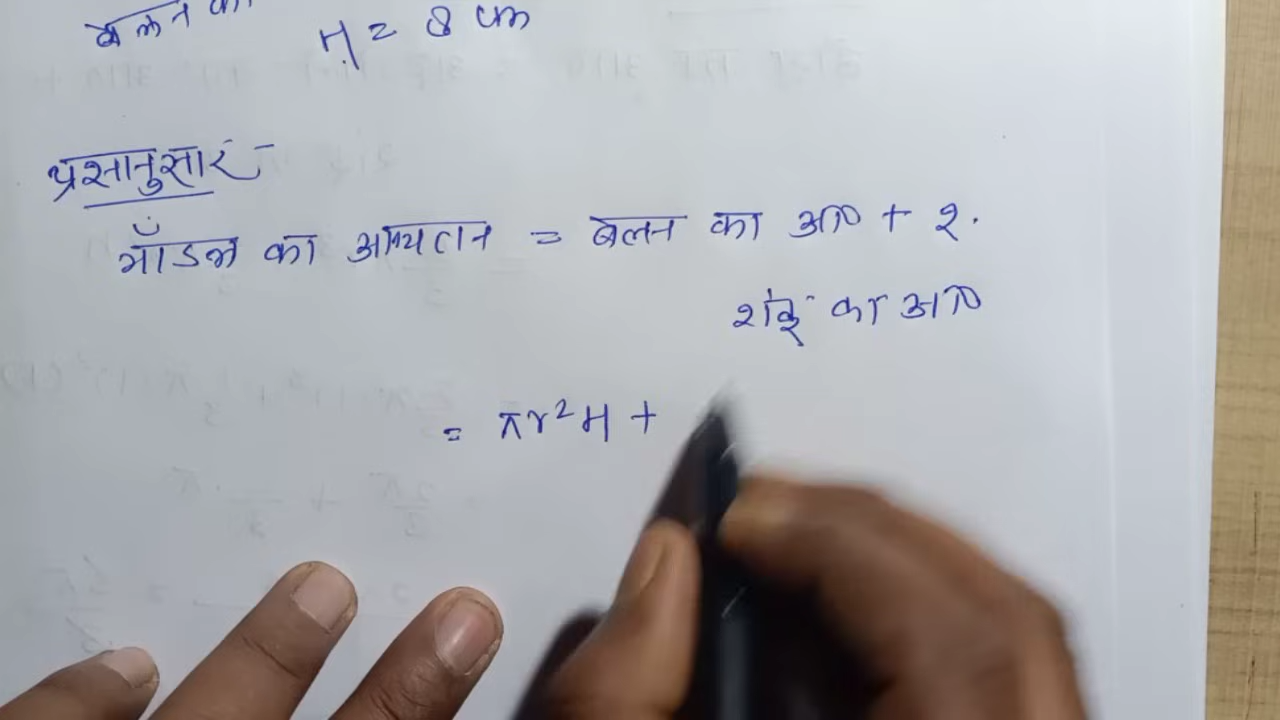 बेलन का
H = 8 cm
प्रश्नानुसार -
मॉडल का आयतन = बेलन का आ० + 2.
शंकु का आ०
= πr²H +